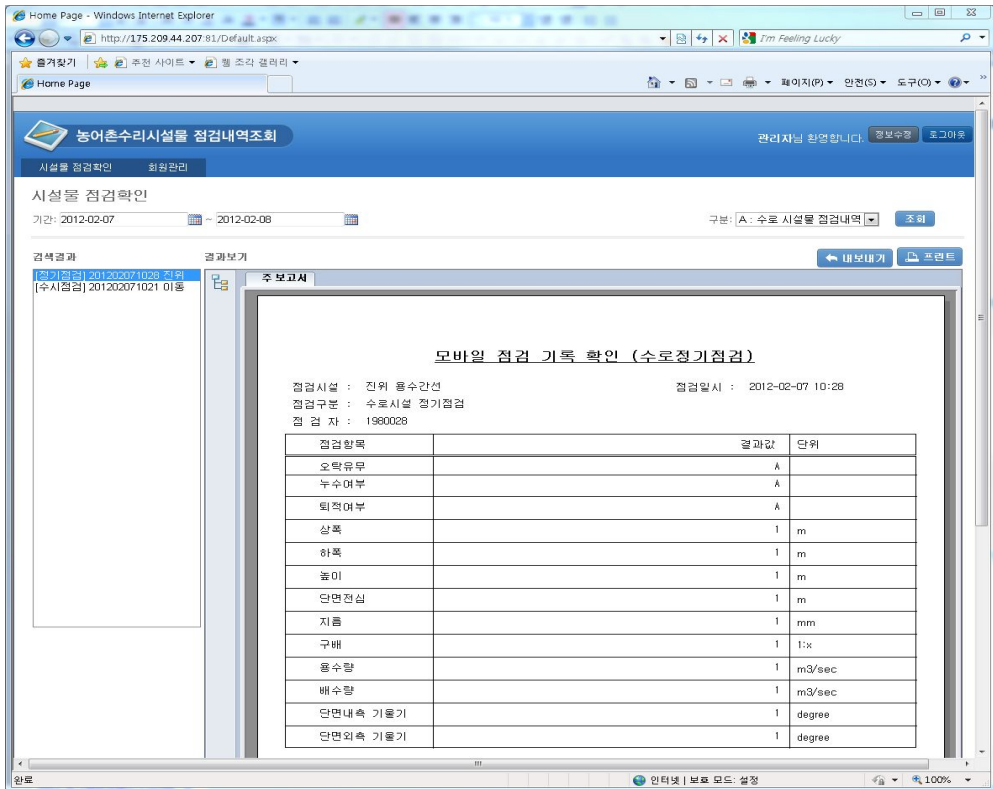 Home Page - Windows Internet Explorer
http://175.209.44.207:81/Default.aspx
I'm Feeling Lucky
즐겨찾기 추천 사이트 웹 조각 갤러리
Home Page
페이지(P) 안전(S) 도구(O)
농어촌수리시설물 점검내역조회
관리자님 환영합니다. 정보수정 로그아웃
시설물 점검확인 회원관리
시설물 점검확인
기간: 2012-02-07 ~ 2012-02-08 구분: A : 수로 시설물 점검내역 조회
검색결과 결과보기 내보내기 프린트
[정기점검] 201202071028 진위
[수시점검] 201202071021 이동
주 보고서
모바일 점검 기록 확인 (수로정기점검)
점검시설 : 진위 용수간선 점검일시 : 2012-02-07 10:28
점검구분 : 수로시설 정기점검
점 검 자 : 1980028
점검항목 결과값 단위
오탁유무 A
누수여부 A
퇴적여부 A
상폭 1 m
하폭 1 m
높이 1 m
단면전심 1 m
지름 1 mm
구배 1 1:x
용수량 1 m3/sec
배수량 1 m3/sec
단면내측 기울기 1 degree
단면외측 기울기 1 degree
완료 인터넷 | 보호 모드: 설정 100%